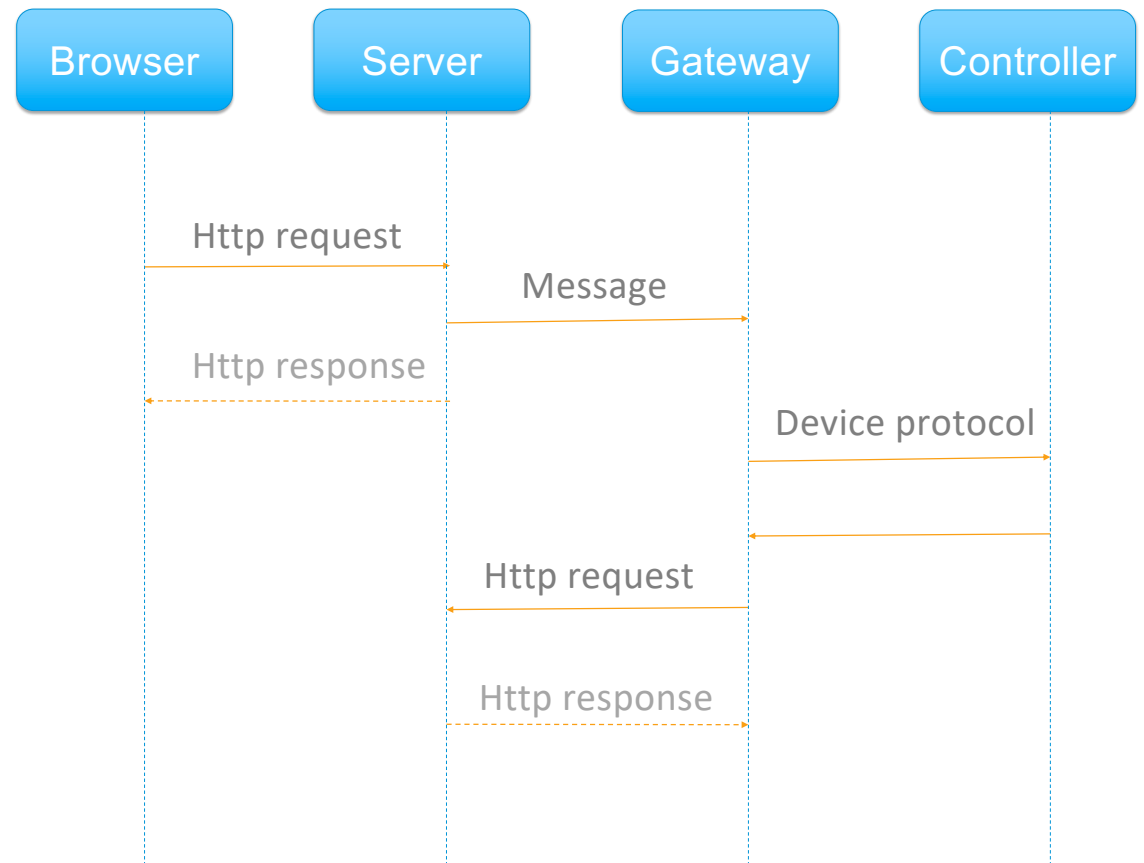 Browser
Server
Gateway
Controller
Http request
Message
Http response
Device protocol
Http request
Http response